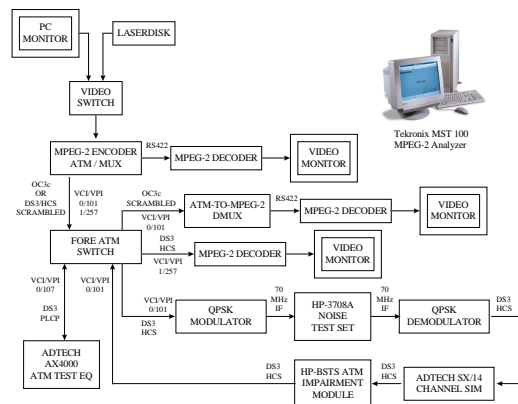 PC
MONITOR
LASERDISK
VIDEO
SWITCH
MPEG-2 ENCODER
ATM / MUX
RS422
MPEG-2 DECODER
VIDEO
MONITOR
Tekronix MST 100
MPEG-2 Analyzer
OC3c
OR
DS3/HCS
SCRAMBLED
VCI/VPI
0/101
1/257
OC3c
SCRAMBLED
VCI/VPI
0/101
ATM-TO-MPEG-2
DMUX
RS422
MPEG-2 DECODER
VIDEO
MONITOR
FORE ATM
SWITCH
DS3
HCS
VCI/VPI
1/257
MPEG-2 DECODER
VIDEO
MONITOR
VCI/VPI
0/107
VCI/VPI
0/101
DS3
PLCP
VCI/VPI
0/101
DS3
HCS
QPSK
MODULATOR
70
MHz
IF
HP-3708A
NOISE
TEST SET
70
MHz
IF
QPSK
DEMODULATOR
DS3
HCS
ADTECH
AX4000
ATM TEST EQ
DS3
HCS
HP-BSTS ATM
IMPAIRMENT
MODULE
DS3
HCS
ADTECH SX/14
CHANNEL SIM